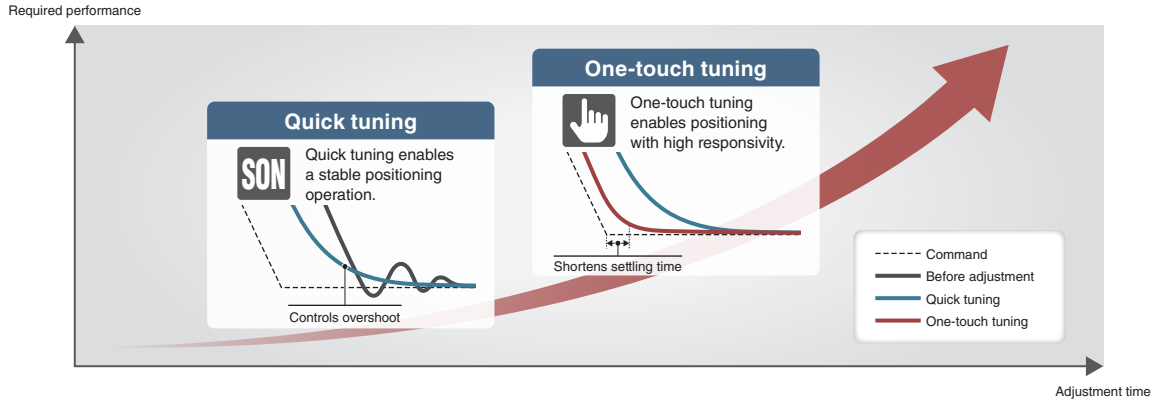 Required performance
One-touch tuning
One-touch tuning
enables positioning
with high responsivity.
Shortens settling time
Quick tuning
SON
Quick tuning enables
a stable positioning
operation.
Controls overshoot
Command
Before adjustment
Quick tuning
One-touch tuning
Adjustment time